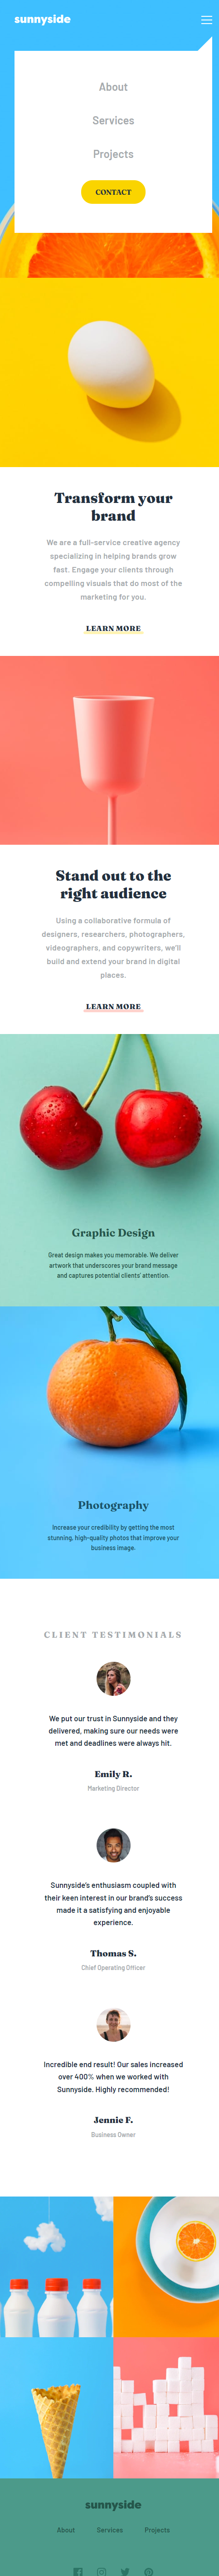 sunnyside
About
Services
Projects
CONTACT
Transform your
brand
We are a full-service creative agency
specializing in helping brands grow
fast. Engage your clients through
compelling visuals that do most of the
marketing for you.
LEARN MORE
Stand out to the
right audience
Using a collaborative formula of
designers, researchers, photographers,
videographers, and copywriters, we'll
build and extend your brand in digital
places.
LEARN MORE
Graphic Design
Great design makes you memorable. We deliver
artwork that underscores your brand message
and captures potential clients' attention.
Photography
Increase your credibility by getting the most
stunning, high-quality photos that improve your
business image.
CLIENT TESTIMONIALS
We put our trust in Sunnyside and they
delivered, making sure our needs were
met and deadlines were always hit.
Emily R.
Marketing Director
Sunnyside's enthusiasm coupled with
their keen interest in our brand's success
made it a satisfying and enjoyable
experience.
Thomas S.
Chief Operating Officer
Incredible end result! Our sales increased
over 400% when we worked with
Sunnyside. Highly recommended!
Jennie F.
Business Owner
sunnyside
About Services Projects